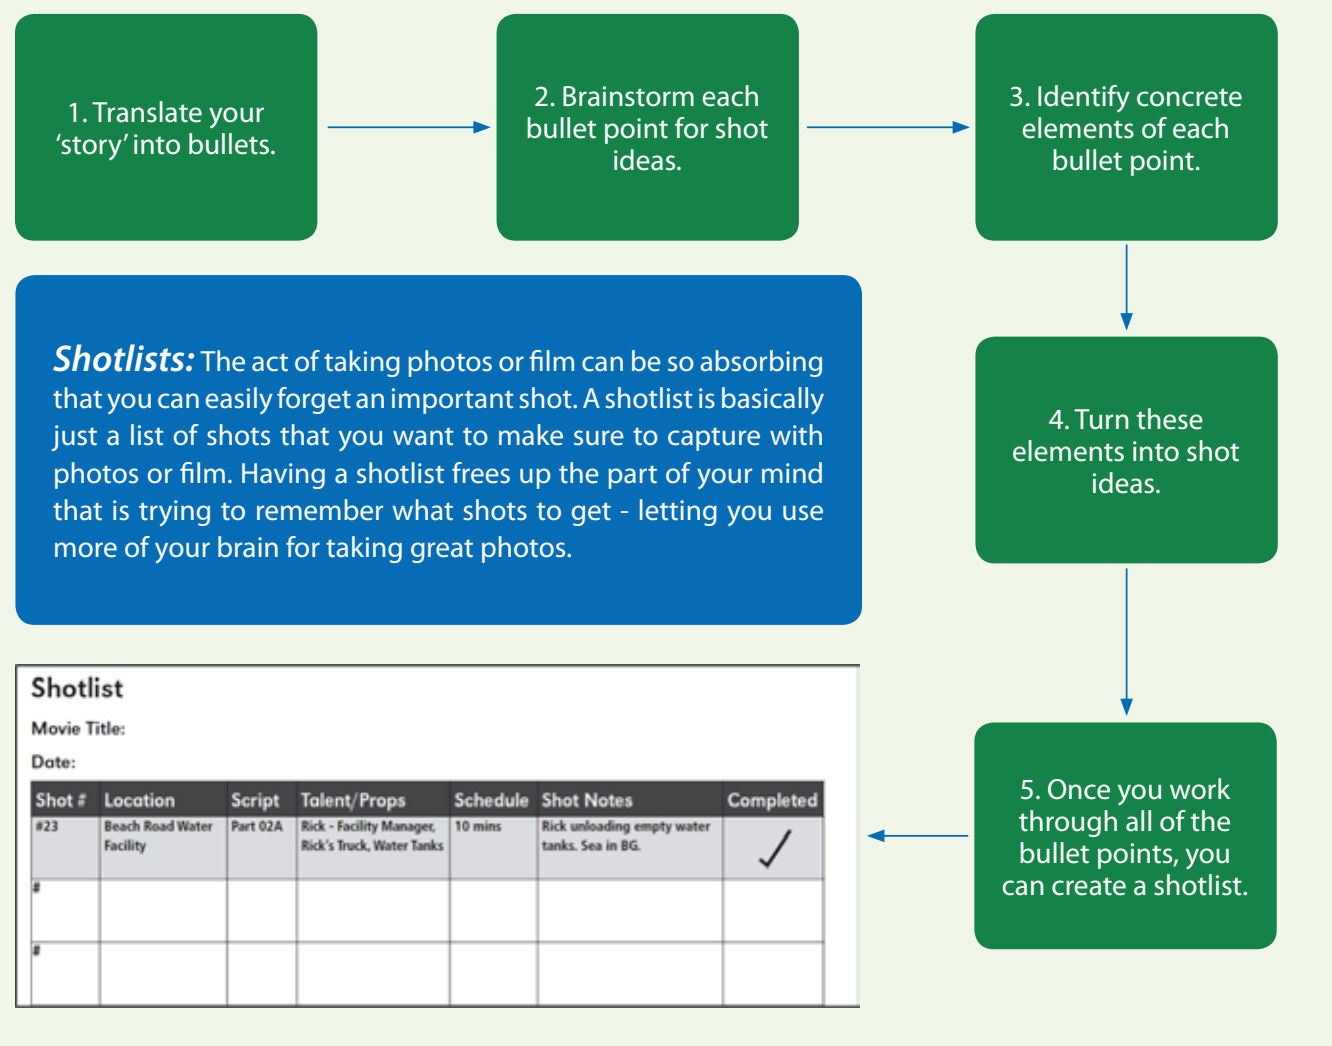 1. Translate your
‘story’ into bullets.
2. Brainstorm each
bullet point for shot
ideas.
3. Identify concrete
elements of each
bullet point.
4. Turn these
elements into shot
ideas.
5. Once you work
through all of the
bullet points, you
can create a shotlist.
Shotlists: The act of taking photos or film can be so absorbing
that you can easily forget an important shot. A shotlist is basically
just a list of shots that you want to make sure to capture with
photos or film. Having a shotlist frees up the part of your mind
that is trying to remember what shots to get - letting you use
more of your brain for taking great photos.
Shotlist
Movie Title:
Date:
Shot # Location Script Talent/Props Schedule Shot Notes Completed
#23 Beach Road Water Part 02A Rick - Facility Manager, 10 mins Rick unloading empty water
Facility Rick's Truck, Water Tanks tanks. Sea in BG.
#
#